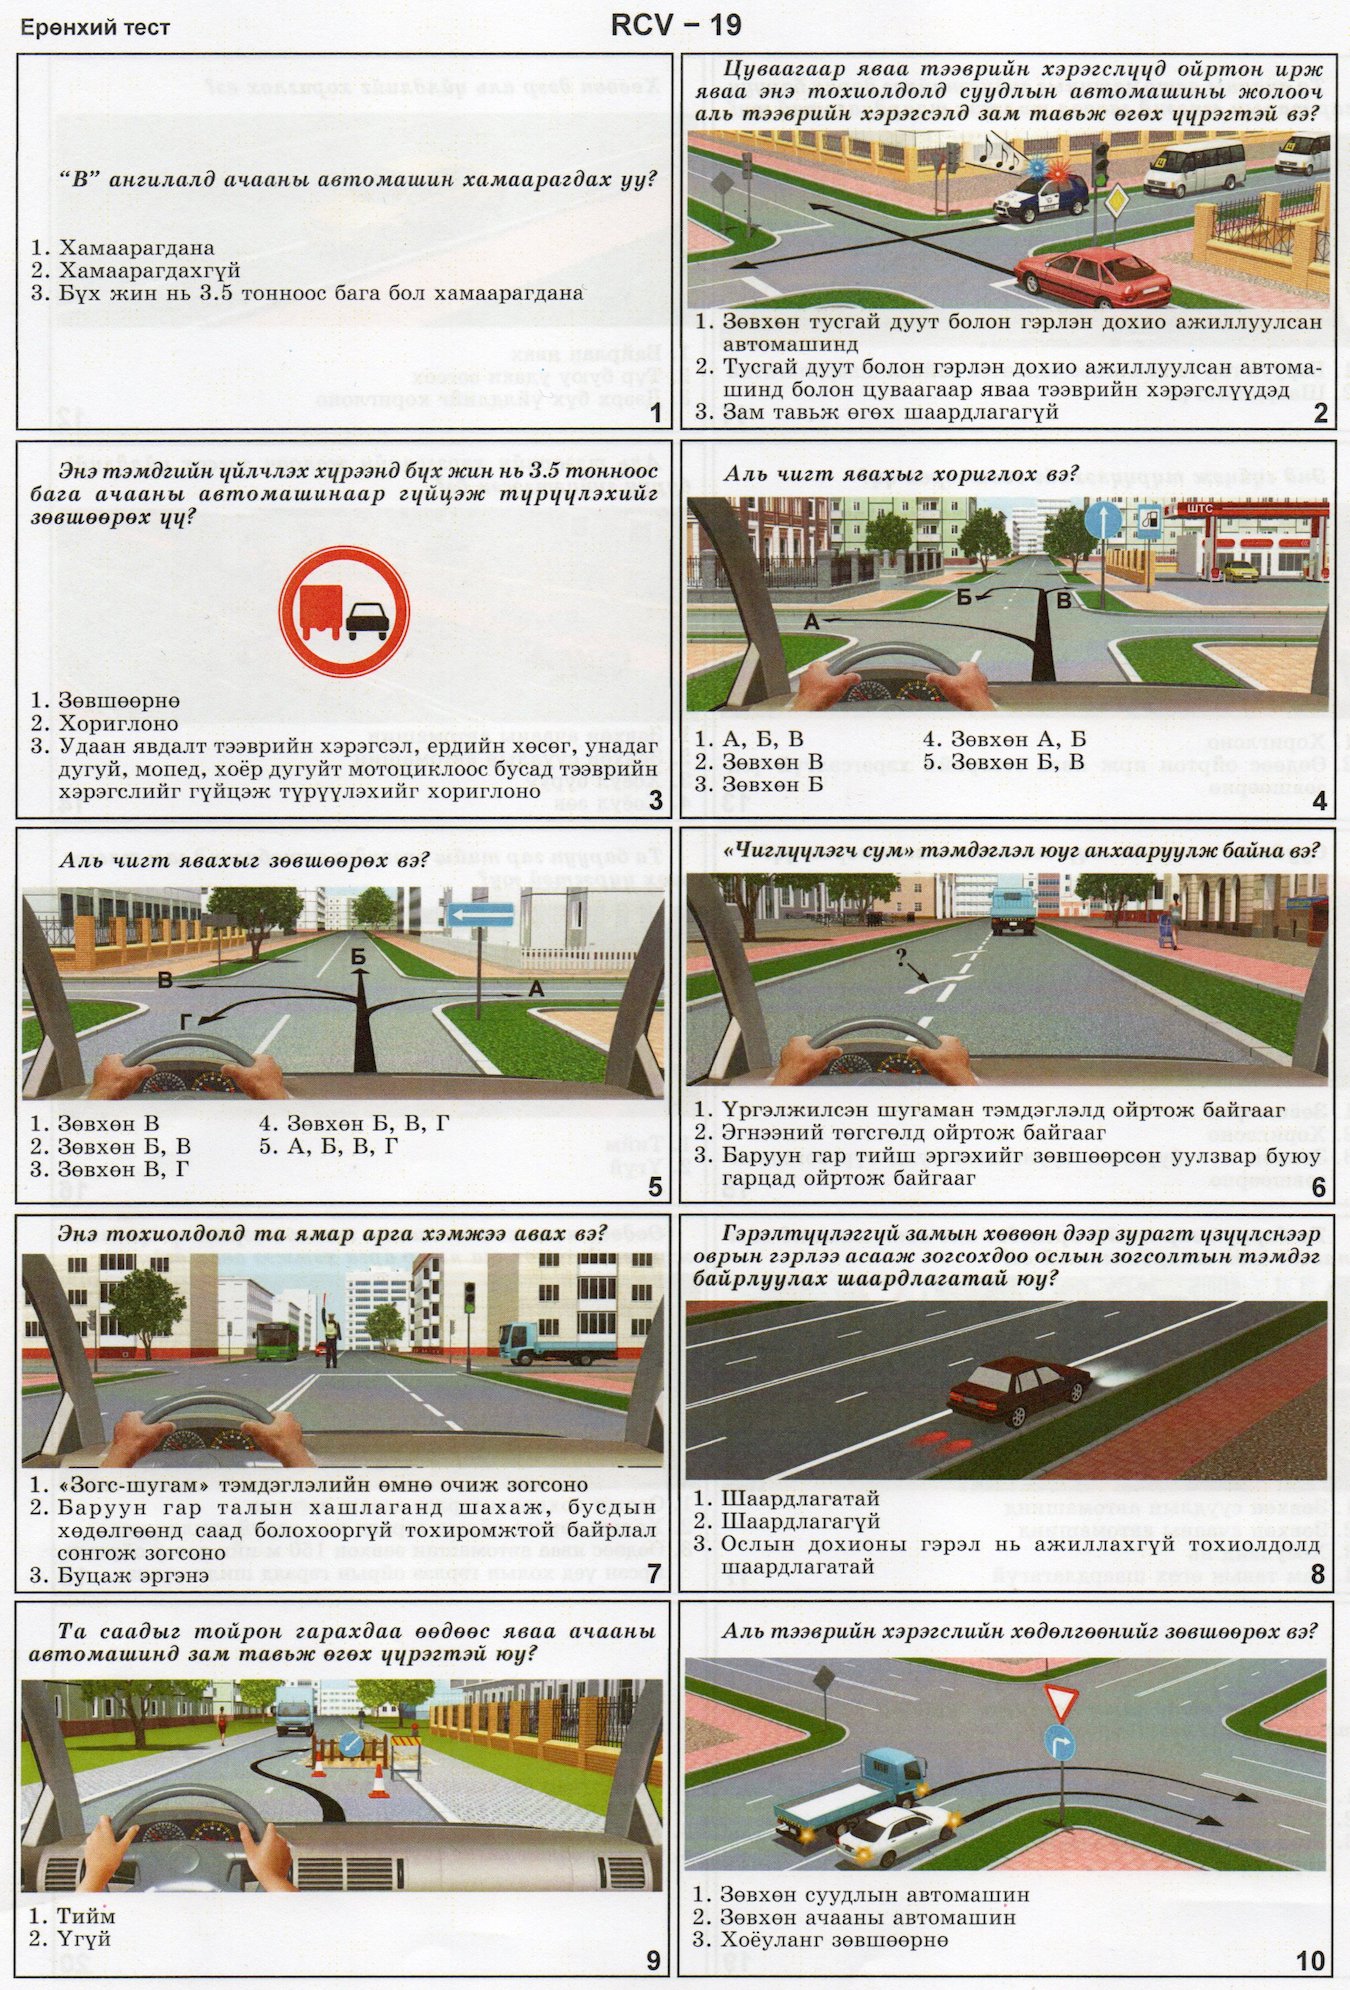 Ерөнхий тест
RCV – 19
“В” ангилалд ачааны автомашин хамаарагдах уу?
1. Хамаарагдана
2. Хамаарагдахгүй
3. Бүх жин нь 3.5 тонноос бага бол хамаарагдана
1
Цуваагаар яваа тээврийн хэрэгслүүд ойртон ирж
яваа энэ тохиолдолд суудлын автомашины жолооч
аль тээврийн хэрэгсэлд зам тавьж өгөх үүрэгтэй вэ?
1. Зөвхөн тусгай дуут болон гэрлэн дохио ажиллуулсан
автомашинд
2. Тусгай дуут болон гэрлэн дохио ажиллуулсан автома-
шинд болон цуваагаар яваа тээврийн хэрэгслүүдэд
3. Зам тавьж өгөх шаардлагагүй
2
Энэ тэмдгийн үйлчлэх хүрээнд бүх жин нь 3.5 тонноос
бага ачааны автомашинаар гүйцэж түрүүлэхийг
зөвшөөрөх үү?
1. Зөвшөөрнө
2. Хориглоно
3. Удаан явдалт тээврийн хэрэгсэл, ердийн хөсөг, унадаг
дугуй, мопед, хоёр дугуйт мотоциклоос бусад тээврийн
хэрэгслийг гүйцэж түрүүлэхийг хориглоно
3
Аль чигт явахыг хориглох вэ?
ШТС
А
Б
В
1. А, Б, В
2. Зөвхөн В
3. Зөвхөн Б
4. Зөвхөн А, Б
5. Зөвхөн Б, В
4
Аль чигт явахыг зөвшөөрөх вэ?
В
Б
А
Г
1. Зөвхөн В
2. Зөвхөн Б, В
3. Зөвхөн В, Г
4. Зөвхөн Б, В, Г
5. А, Б, В, Г
5
«Чиглүүлэгч сум» тэмдэглэл юуг анхааруулж байна вэ?
?
1. Үргэлжилсэн шугаман тэмдэглэлд ойртож байгааг
2. Эгнээний төгсгөлд ойртож байгааг
3. Баруун гар тийш эргэхийг зөвшөөрсөн уулзвар буюу
гарцад ойртож байгааг
6
Энэ тохиолдолд та ямар арга хэмжээ авах вэ?
1. «Зогс-шугам» тэмдэглэлийн өмнө очиж зогсоно
2. Баруун гар талын хашлаганд шахаж, бусдын
хөдөлгөөнд саад болохооргүй тохиромжтой байрлал
сонгож зогсоно
3. Буцаж эргэнэ
7
Гэрэлтүүлэггүй замын хөвөөн дээр зурагт үзүүлснээр
оврын гэрлээ асааж зогсохдоо ослын зогсолтын тэмдэг
байрлуулах шаардлагатай юу?
1. Шаардлагатай
2. Шаардлагагүй
3. Ослын дохионы гэрэл нь ажиллахгүй тохиолдолд
шаардлагатай
8
Та саадыг тойрон гарахдаа өөдөөс яваа ачааны
автомашинд зам тавьж өгөх үүрэгтэй юу?
1. Тийм
2. Үгүй
9
Аль тээврийн хэрэгслийн хөдөлгөөнийг зөвшөөрөх вэ?
1. Зөвхөн суудлын автомашин
2. Зөвхөн ачааны автомашин
3. Хоёуланг зөвшөөрнө
10